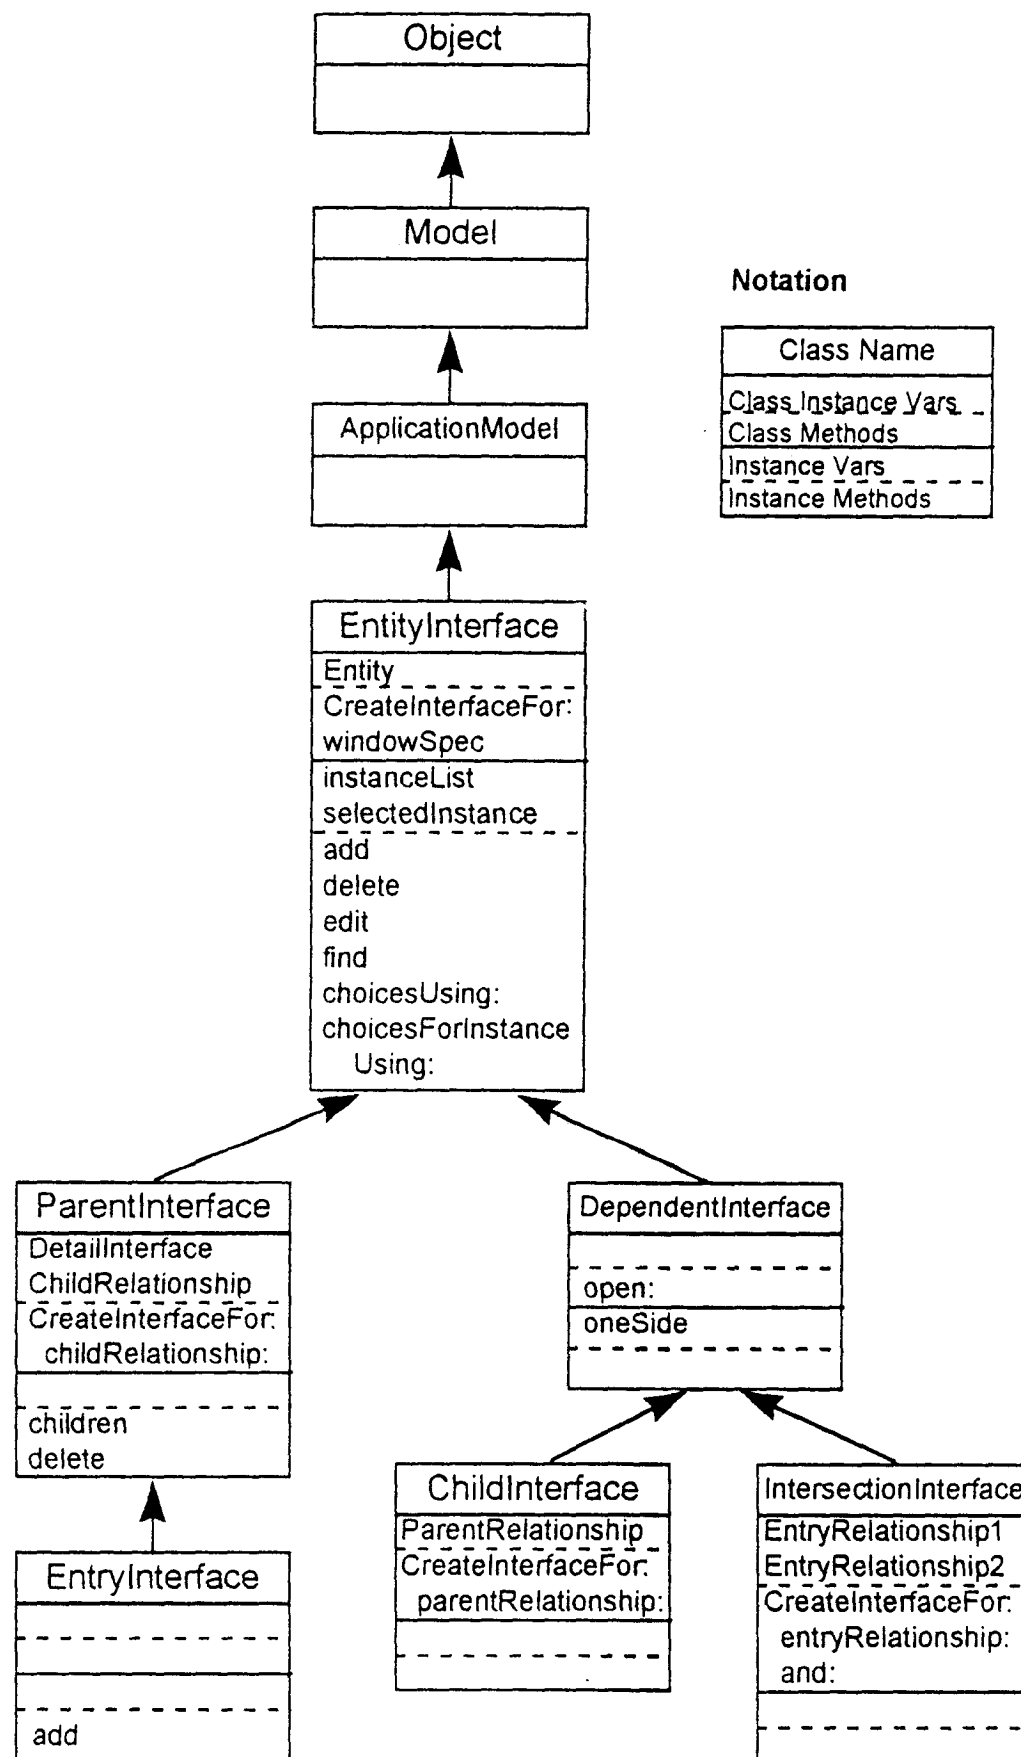 Object
Model
Notation
Class Name
Class Instance Vars
Class Methods
Instance Vars
Instance Methods
ApplicationModel
EntityInterface
Entity
CreateInterfaceFor:
windowSpec
instanceList
selectedInstance
add
delete
edit
find
choicesUsing:
choicesForInstance
Using:
ParentInterface
DetailInterface
ChildRelationship
CreateInterfaceFor:
childRelationship:
children
delete
DependentInterface
open:
oneSide
EntryInterface
add
ChildInterface
ParentRelationship
CreateInterfaceFor:
parentRelationship:
IntersectionInterface
EntryRelationship1
EntryRelationship2
CreateInterfaceFor:
entryRelationship:
and: